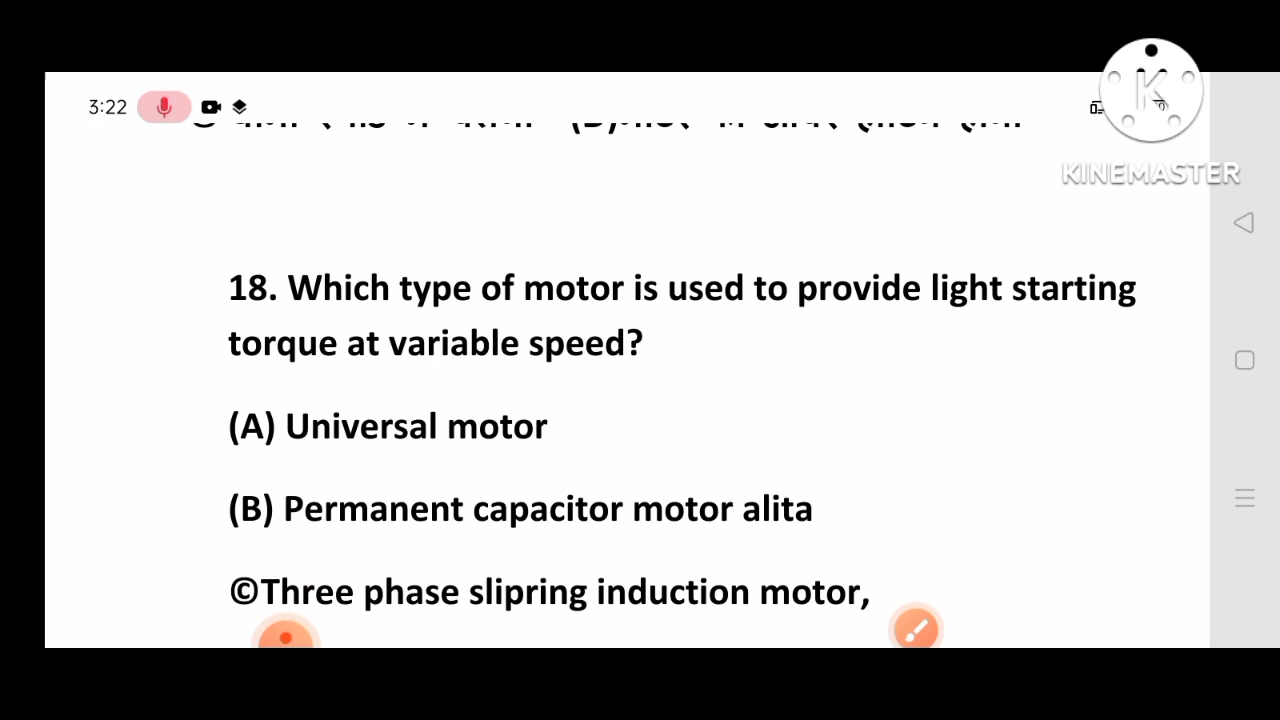 3:22
KINEMASTER
18. Which type of motor is used to provide light starting
torque at variable speed?
(A) Universal motor
(B) Permanent capacitor motor alita
©Three phase slipring induction motor,